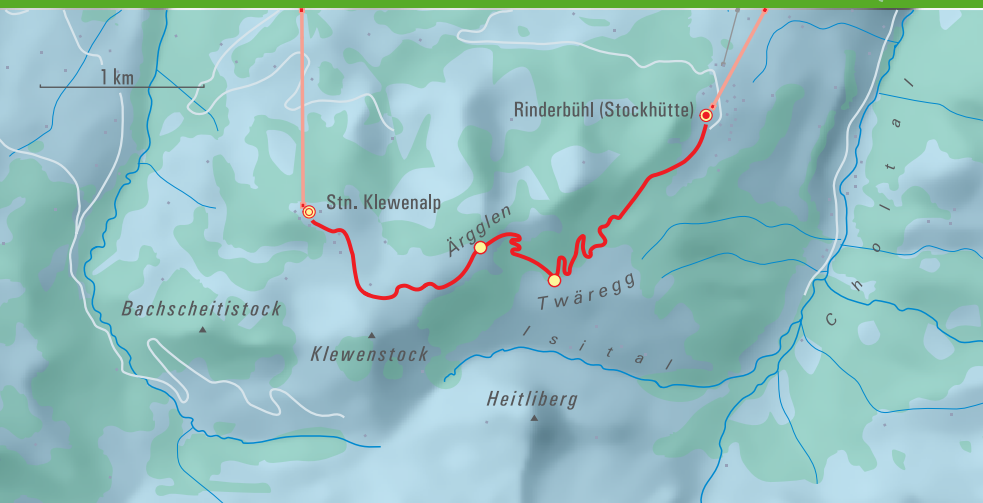 1 km
Rinderbühl (Stockhütte)
Choltal
Stn. Klewenalp
Ärgglen
Twäregg
Bachscheitistock
Isital
Klewenstock
Heitliberg